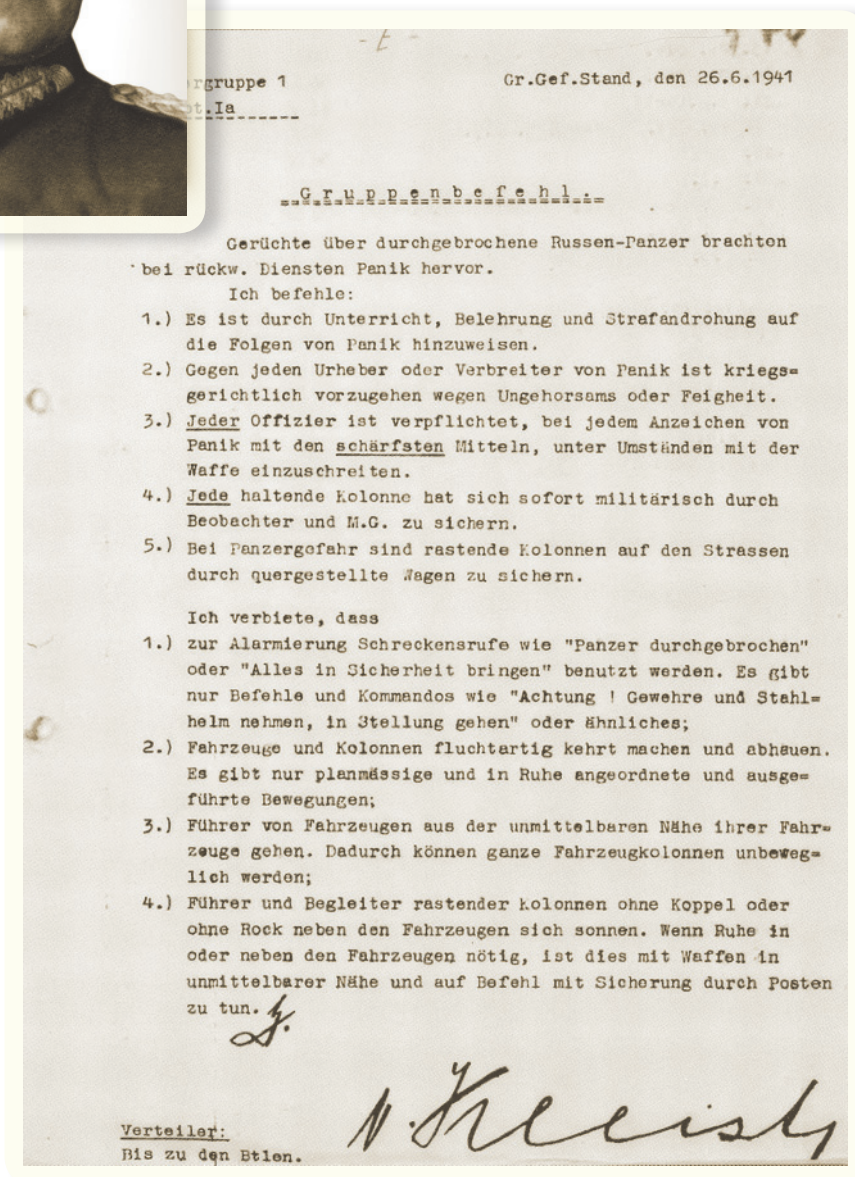 - t -
rgruppe 1 Gr.Gef.Stand, den 26.6.1941
t.Ia
Gruppenbefehl.
Gerüchte über durchgebrochene Russen-Panzer brachten
bei rückw. Diensten Panik hervor.
Ich befehle:
1.) Es ist durch Unterricht, Belehrung und Strafandrohung auf
die Folgen von Panik hinzuweisen.
2.) Gegen jeden Urheber oder Verbreiter von Panik ist kriegs=
gerichtlich vorzugehen wegen Ungehorsams oder Feigheit.
3.) Jeder Offizier ist verpflichtet, bei jedem Anzeichen von
Panik mit den schärfsten Mitteln, unter Umständen mit der
Waffe einzuschreiten.
4.) Jede haltende Kolonne hat sich sofort militärisch durch
Beobachter und M.G. zu sichern.
5.) Bei Panzergefahr sind rastende Kolonnen auf den Strassen
durch quergestellte Wagen zu sichern.
Ich verbiete, dass
1.) zur Alarmierung Schreckensrufe wie "Panzer durchgebrochen"
oder "Alles in Sicherheit bringen" benutzt werden. Es gibt
nur Befehle und Kommandos wie "Achtung ! Gewehre und Stahl=
helm nehmen, in Stellung gehen" oder ähnliches;
2.) Fahrzeuge und Kolonnen fluchtartig kehrt machen und abhauen.
Es gibt nur planmässige und in Ruhe angeordnete und ausge=
führte Bewegungen;
3.) Führer von Fahrzeugen aus der unmittelbaren Nähe ihrer Fahr=
zeuge gehen. Dadurch können ganze Fahrzeugkolonnen unbeweg=
lich werden;
4.) Führer und Begleiter rastender Kolonnen ohne Koppel oder
ohne Rock neben den Fahrzeugen sich sonnen. Wenn Ruhe in
oder neben den Fahrzeugen nötig, ist dies mit Waffen in
unmittelbarer Nähe und auf Befehl mit Sicherung durch Posten
zu tun.
v. Kleist
Verteiler:
Bis zu den Btlen.